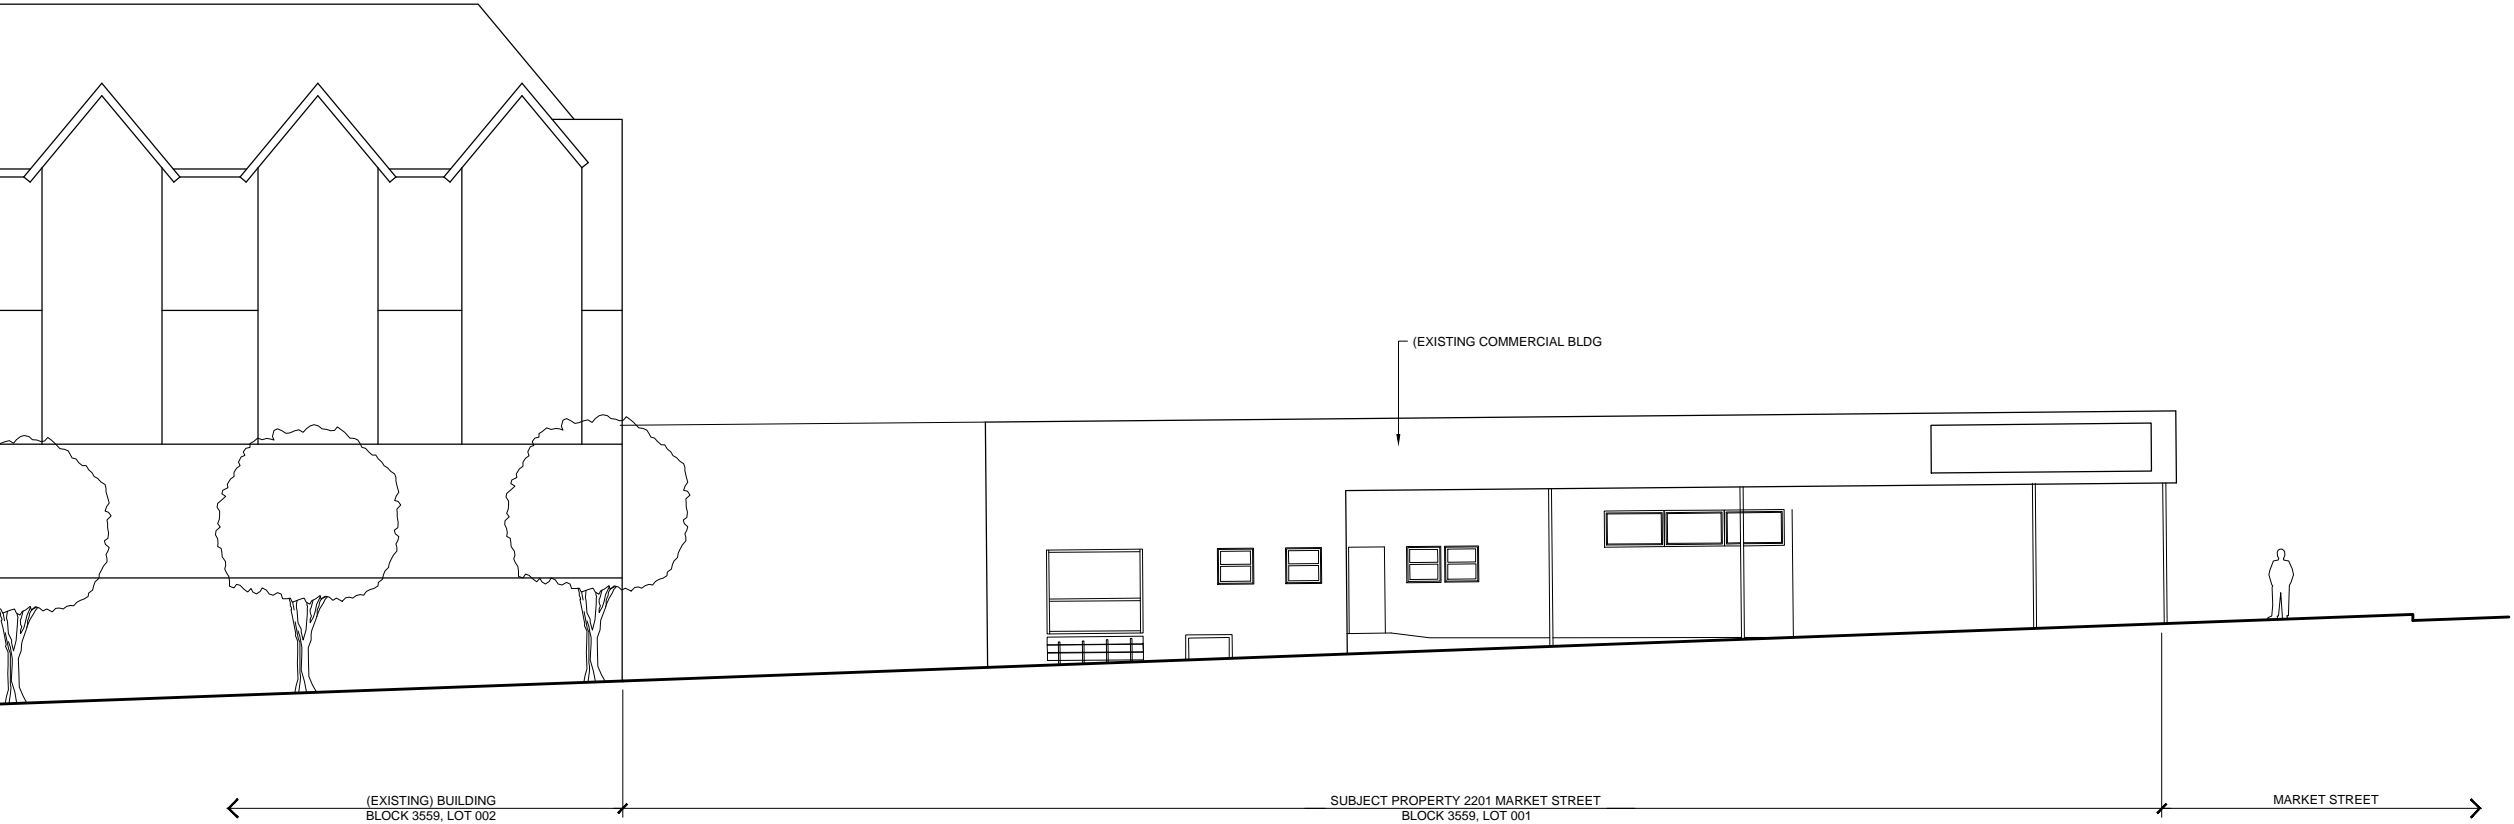 (EXISTING COMMERCIAL BLDG
(EXISTING) BUILDING
BLOCK 3559, LOT 002
SUBJECT PROPERTY 2201 MARKET STREET
BLOCK 3559, LOT 001
MARKET STREET